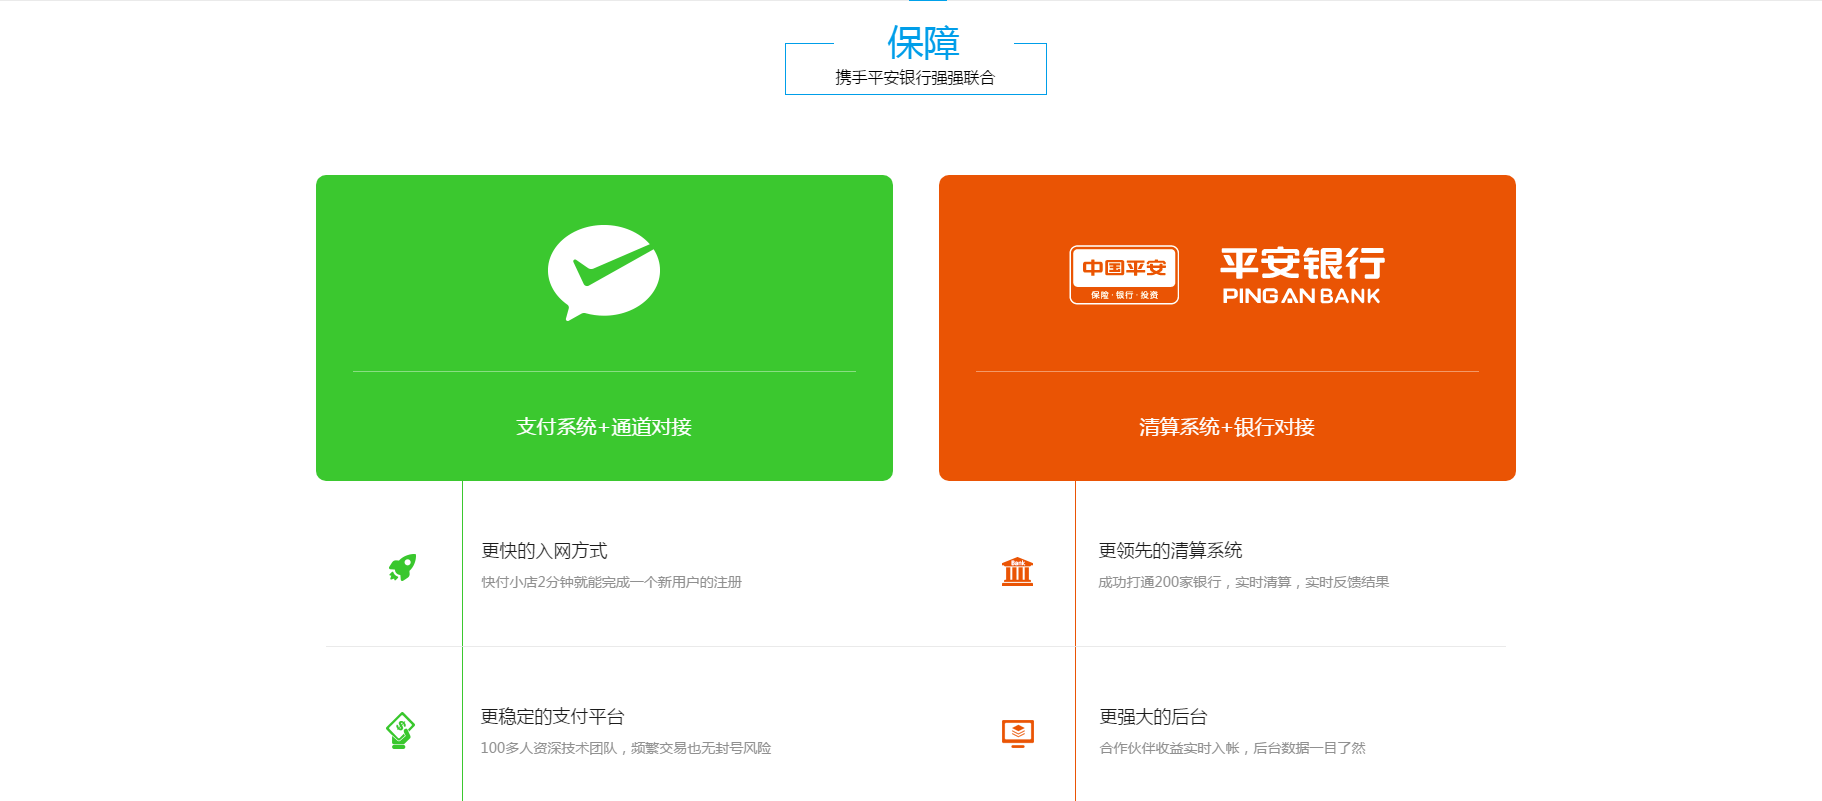 保障
携手平安银行强强联合
中国平安
保险·银行·投资
平安银行
PING AN BANK
支付系统+通道对接
清算系统+银行对接
更快的入网方式
快付小店2分钟就能完成一个新用户的注册
Bank
更领先的清算系统
成功打通200家银行，实时清算，实时反馈结果
$
更稳定的支付平台
100多人资深技术团队，频繁交易也无封号风险
更强大的后台
合作伙伴收益实时入帐，后台数据一目了然